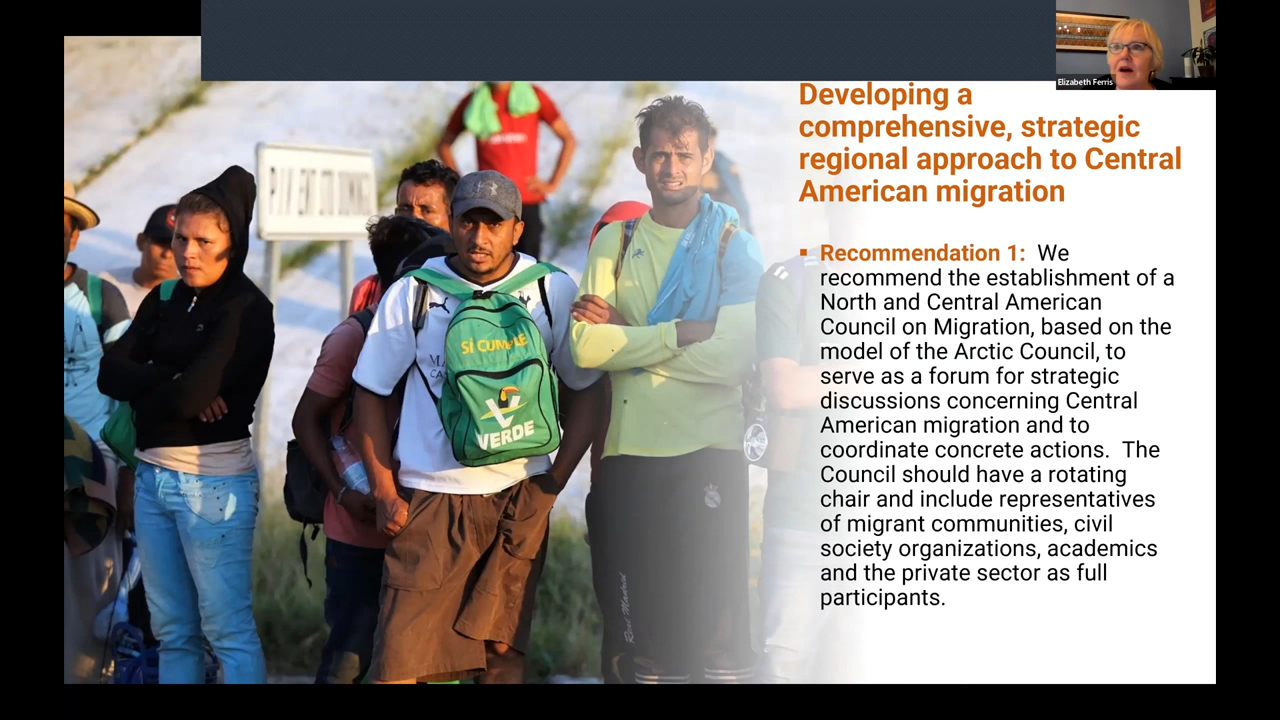 Elizabeth Ferris
Developing a
comprehensive, strategic
regional approach to Central
American migration
▪ Recommendation 1:  We
recommend the establishment of a
North and Central American
Council on Migration, based on the
model of the Arctic Council, to
serve as a forum for strategic
discussions concerning Central
American migration and to
coordinate concrete actions.  The
Council should have a rotating
chair and include representatives
of migrant communities, civil
society organizations, academics
and the private sector as full
participants.
SÍ CUMPLE
VERDE
Real Madrid